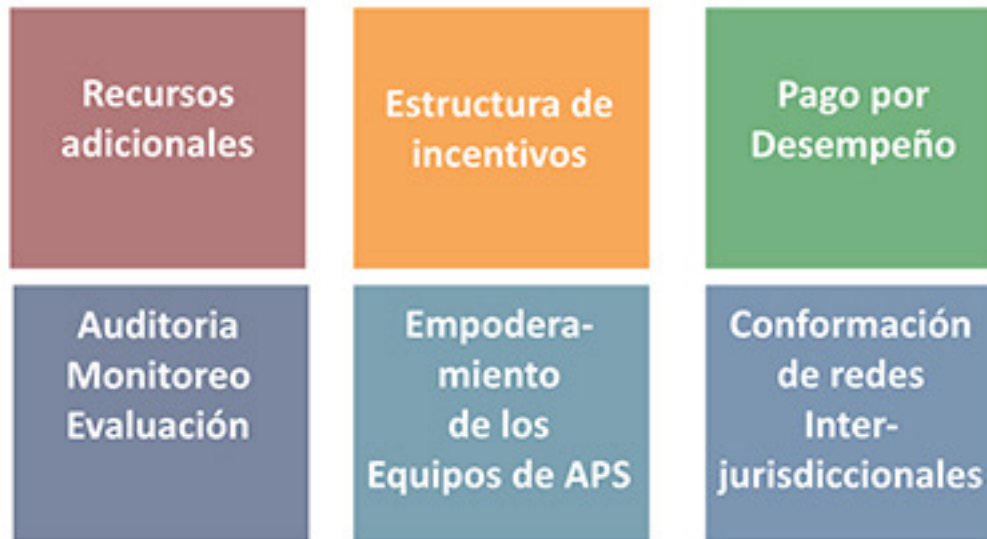 Recursos
adicionales
Estructura de
incentivos
Pago por
Desempeño
Auditoria
Monitoreo
Evaluación
Empodera-
miento
de los
Equipos de APS
Conformación
de redes
Inter-
jurisdiccionales